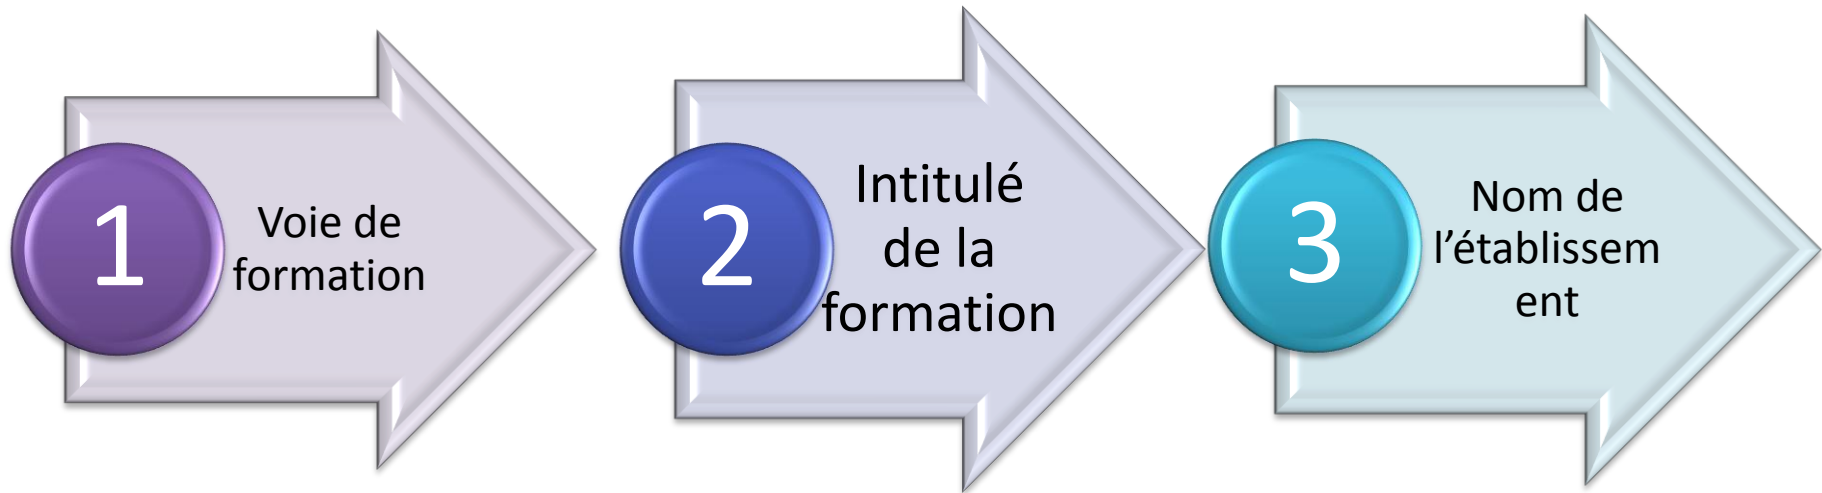 1
Voie de
formation
2
Intitulé
de la
formation
3
Nom de
l’établissem
ent